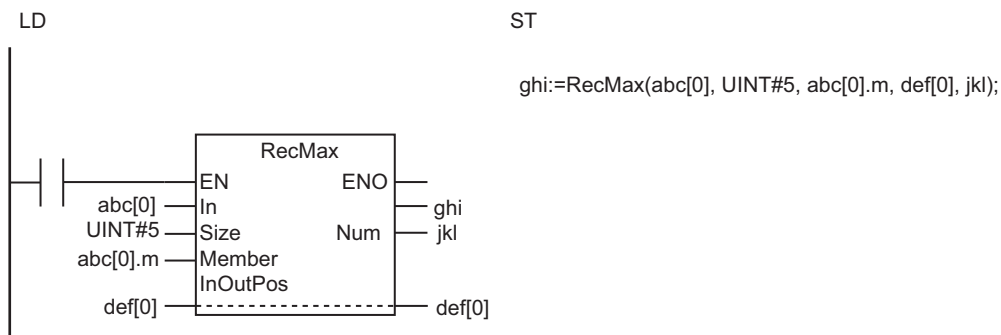 LD
ST
ghi:=RecMax(abc[0], UINT#5, abc[0].m, def[0], jkl);
RecMax
EN ENO
abc[0] In ghi
UINT#5 Size Num jkl
abc[0].m Member
InOutPos
def[0] def[0]